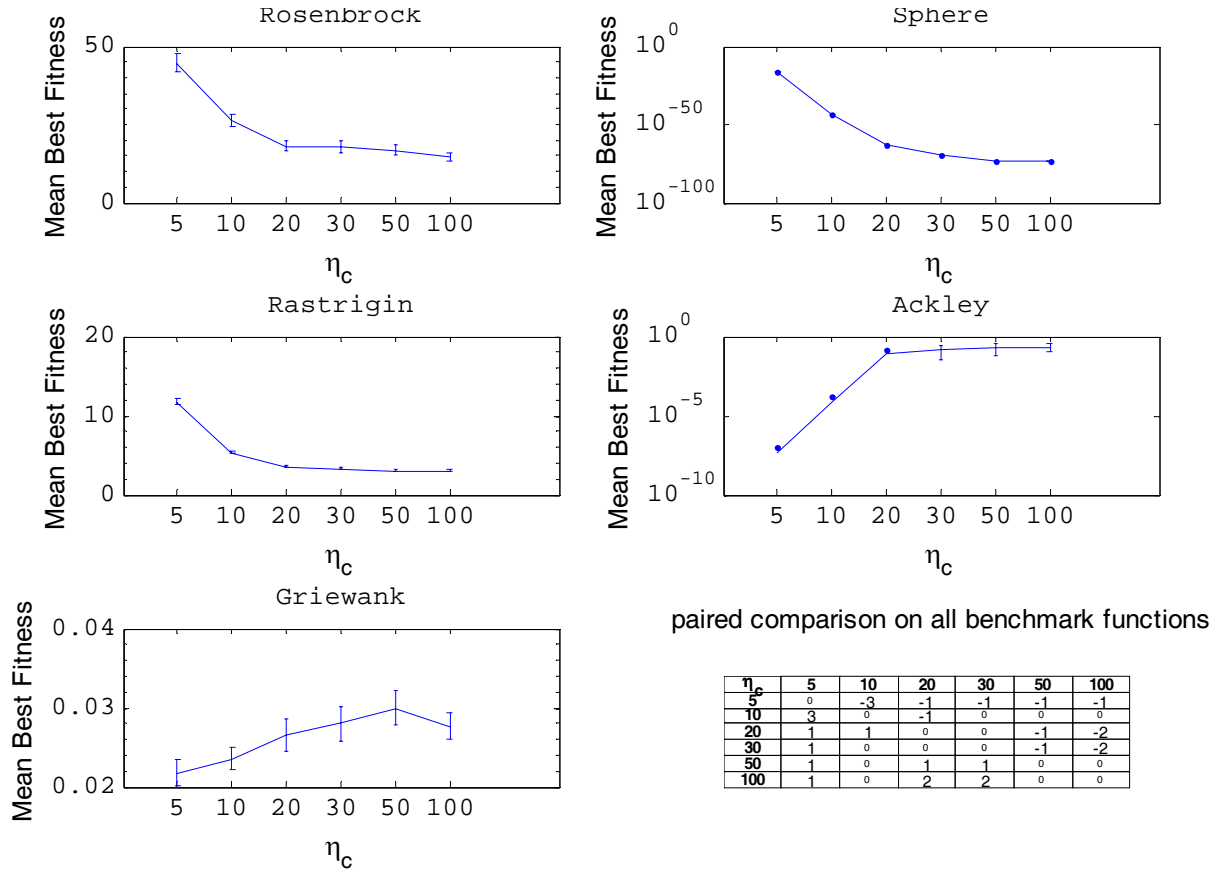 Rosenbrock
Mean Best Fitness
50
0
5 10 20 30 50 100
ηc
Sphere
Mean Best Fitness
10^0
10^-50
10^-100
5 10 20 30 50 100
ηc
Rastrigin
Mean Best Fitness
20
10
0
5 10 20 30 50 100
ηc
Ackley
Mean Best Fitness
10^0
10^-5
10^-10
5 10 20 30 50 100
ηc
Griewank
Mean Best Fitness
0.04
0.03
0.02
5 10 20 30 50 100
ηc
paired comparison on all benchmark functions
ηc 5 10 20 30 50 100
5 0 -3 -1 -1 -1 -1
10 3 0 -1 0 0 0
20 1 1 0 0 -1 -2
30 1 0 0 0 -1 -2
50 1 0 1 1 0 0
100 1 0 2 2 0 0